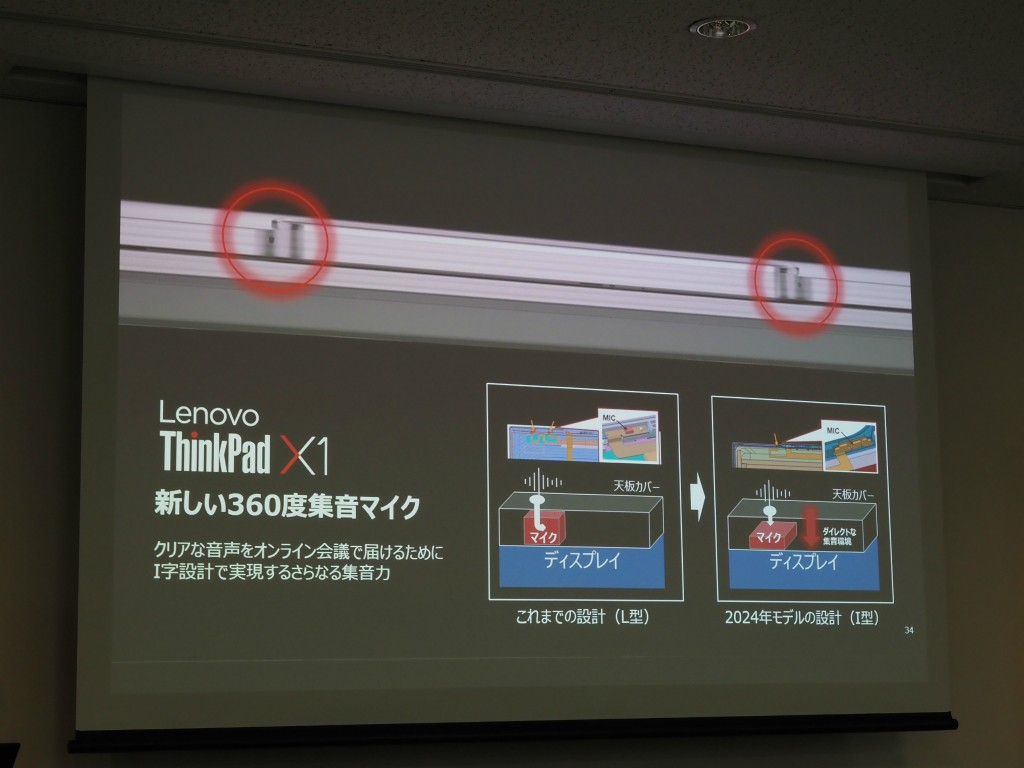 Lenovo
ThinkPad X1
新しい360度集音マイク
クリアな音声をオンライン会議で届けるために
I字設計で実現するさらなる集音力
MIC
天板カバー
マイク
ディスプレイ
これまでの設計（L型）
MIC
天板カバー
マイク
ダイレクトな
集音環境
ディスプレイ
2024年モデルの設計（I型）
34